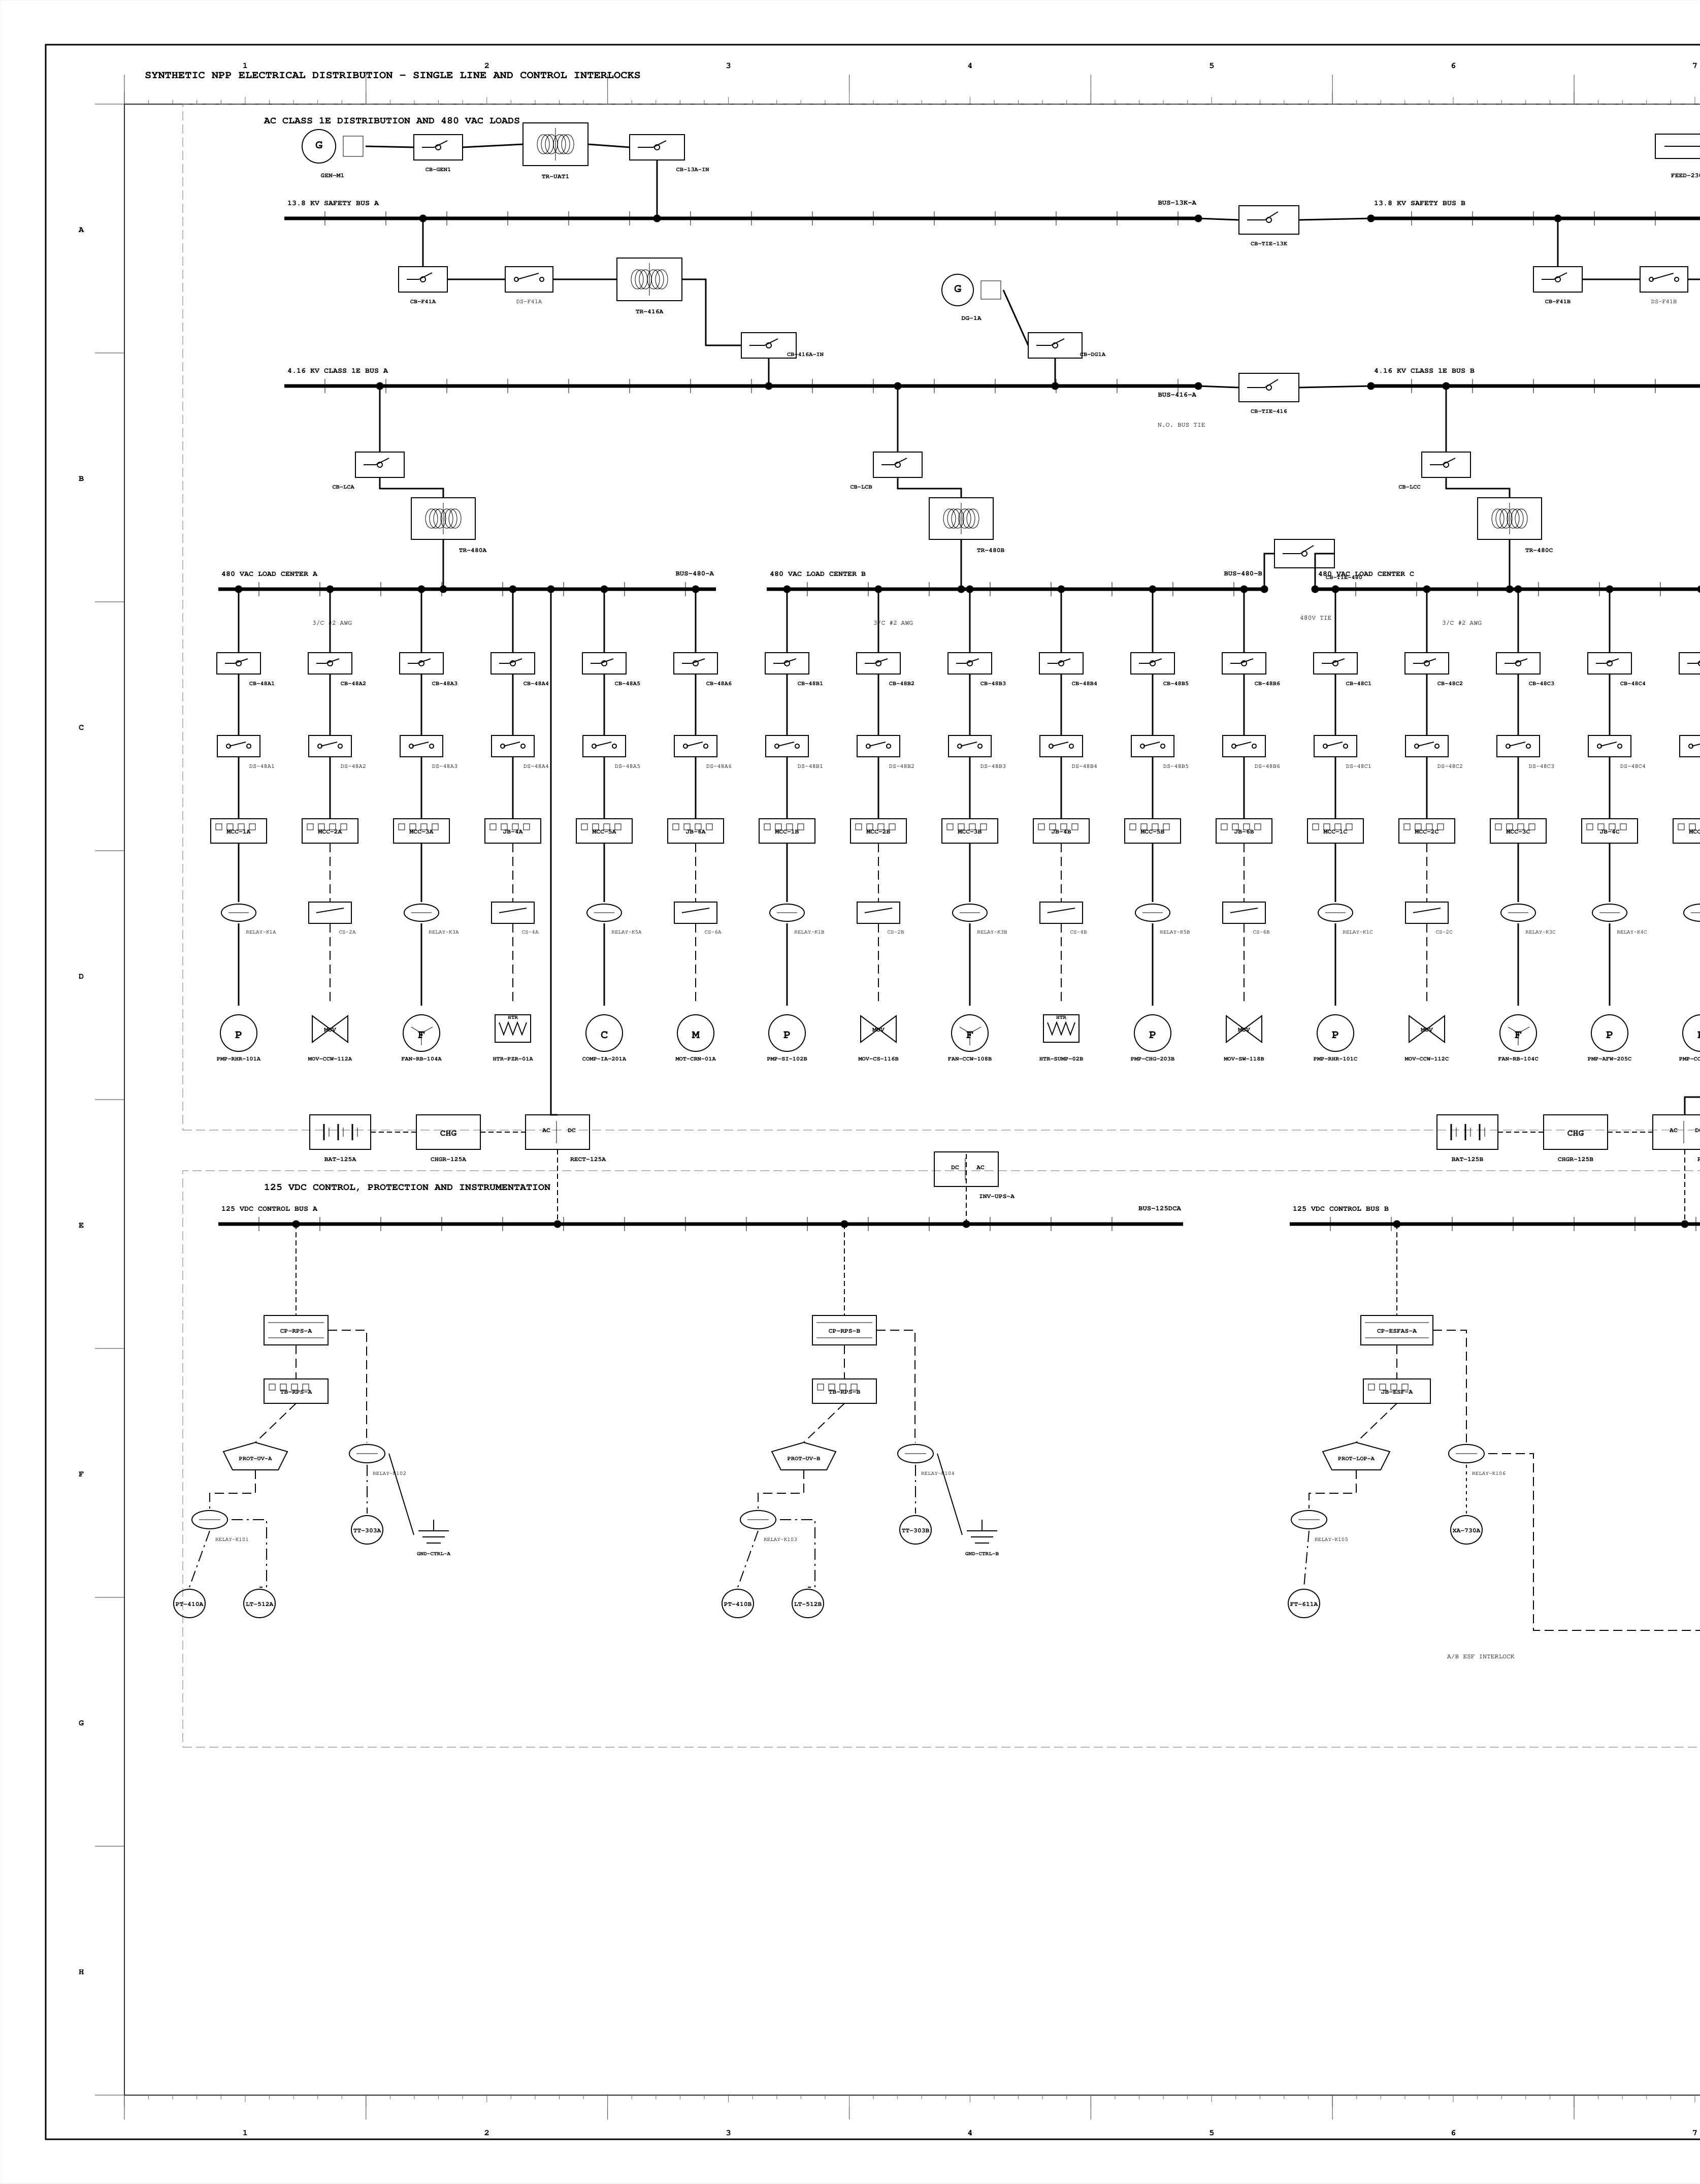 1 2 3 4 5 6 7
SYNTHETIC NPP ELECTRICAL DISTRIBUTION – SINGLE LINE AND CONTROL INTERLOCKS
AC CLASS 1E DISTRIBUTION AND 480 VAC LOADS
G
GEN-M1
CB-GEN1
TR-UAT1
CB-13A-IN
13.8 KV SAFETY BUS A
BUS-13K-A
CB-TIE-13K
13.8 KV SAFETY BUS B
A
CB-F41A
DS-F41A
TR-416A
G
DG-1A
CB-F41B
DS-F41B
CB-416A-IN
CB-DG1A
4.16 KV CLASS 1E BUS A
BUS-416-A
CB-TIE-416
4.16 KV CLASS 1E BUS B
N.O. BUS TIE
B
CB-LCA
CB-LCB
CB-LCC
TR-480A
TR-480B
TR-480C
480 VAC LOAD CENTER A
BUS-480-A
480 VAC LOAD CENTER B
BUS-480-B
480 VAC LOAD CENTER C
CB-TIE-480
3/C #2 AWG
3/C #2 AWG
480V TIE
3/C #2 AWG
CB-48A1 CB-48A2 CB-48A3 CB-48A4 CB-48A5 CB-48A6 CB-48B1 CB-48B2 CB-48B3 CB-48B4 CB-48B5 CB-48B6 CB-48C1 CB-48C2 CB-48C3 CB-48C4
C
DS-48A1 DS-48A2 DS-48A3 DS-48A4 DS-48A5 DS-48A6 DS-48B1 DS-48B2 DS-48B3 DS-48B4 DS-48B5 DS-48B6 DS-48C1 DS-48C2 DS-48C3 DS-48C4
MCC-1A MCC-2A MCC-3A JB-4A MCC-5A JB-6A MCC-1B MCC-2B MCC-3B JB-4B MCC-5B JB-6B MCC-1C MCC-2C MCC-3C JB-4C
RELAY-K1A CS-2A RELAY-K3A CS-4A RELAY-K5A CS-6A RELAY-K1B CS-2B RELAY-K3B CS-4B RELAY-K5B CS-6B RELAY-K1C CS-2C RELAY-K3C RELAY-K4C
D
P MOV F HTR C M P MOV F HTR P MOV P MOV F P
PMP-RHR-101A MOV-CCW-112A FAN-RB-104A HTR-PZR-01A COMP-IA-201A MOT-CRN-01A PMP-SI-102B MOV-CS-116B FAN-CCW-108B HTR-SUMP-02B PMP-CHG-203B MOV-SW-118B PMP-RHR-101C MOV-CCW-112C FAN-RB-104C PMP-AFW-205C
CHG
AC DC
CHG
AC
BAT-125A
CHGR-125A
RECT-125A
BAT-125B
CHGR-125B
DC AC
INV-UPS-A
125 VDC CONTROL, PROTECTION AND INSTRUMENTATION
125 VDC CONTROL BUS A
BUS-125DCA
125 VDC CONTROL BUS B
E
CP-RPS-A
CP-RPS-B
CP-ESFAS-A
TB-RPS-A
TB-RPS-B
JB-ESF-A
PROT-UV-A
RELAY-K102
PROT-UV-B
RELAY-K104
PROT-LOP-A
RELAY-K106
F
RELAY-K101
TT-303A
GND-CTRL-A
RELAY-K103
TT-303B
GND-CTRL-B
RELAY-K105
XA-730A
PT-410A
LT-512A
PT-410B
LT-512B
FT-611A
A/B ESF INTERLOCK
G
H
1 2 3 4 5 6 7